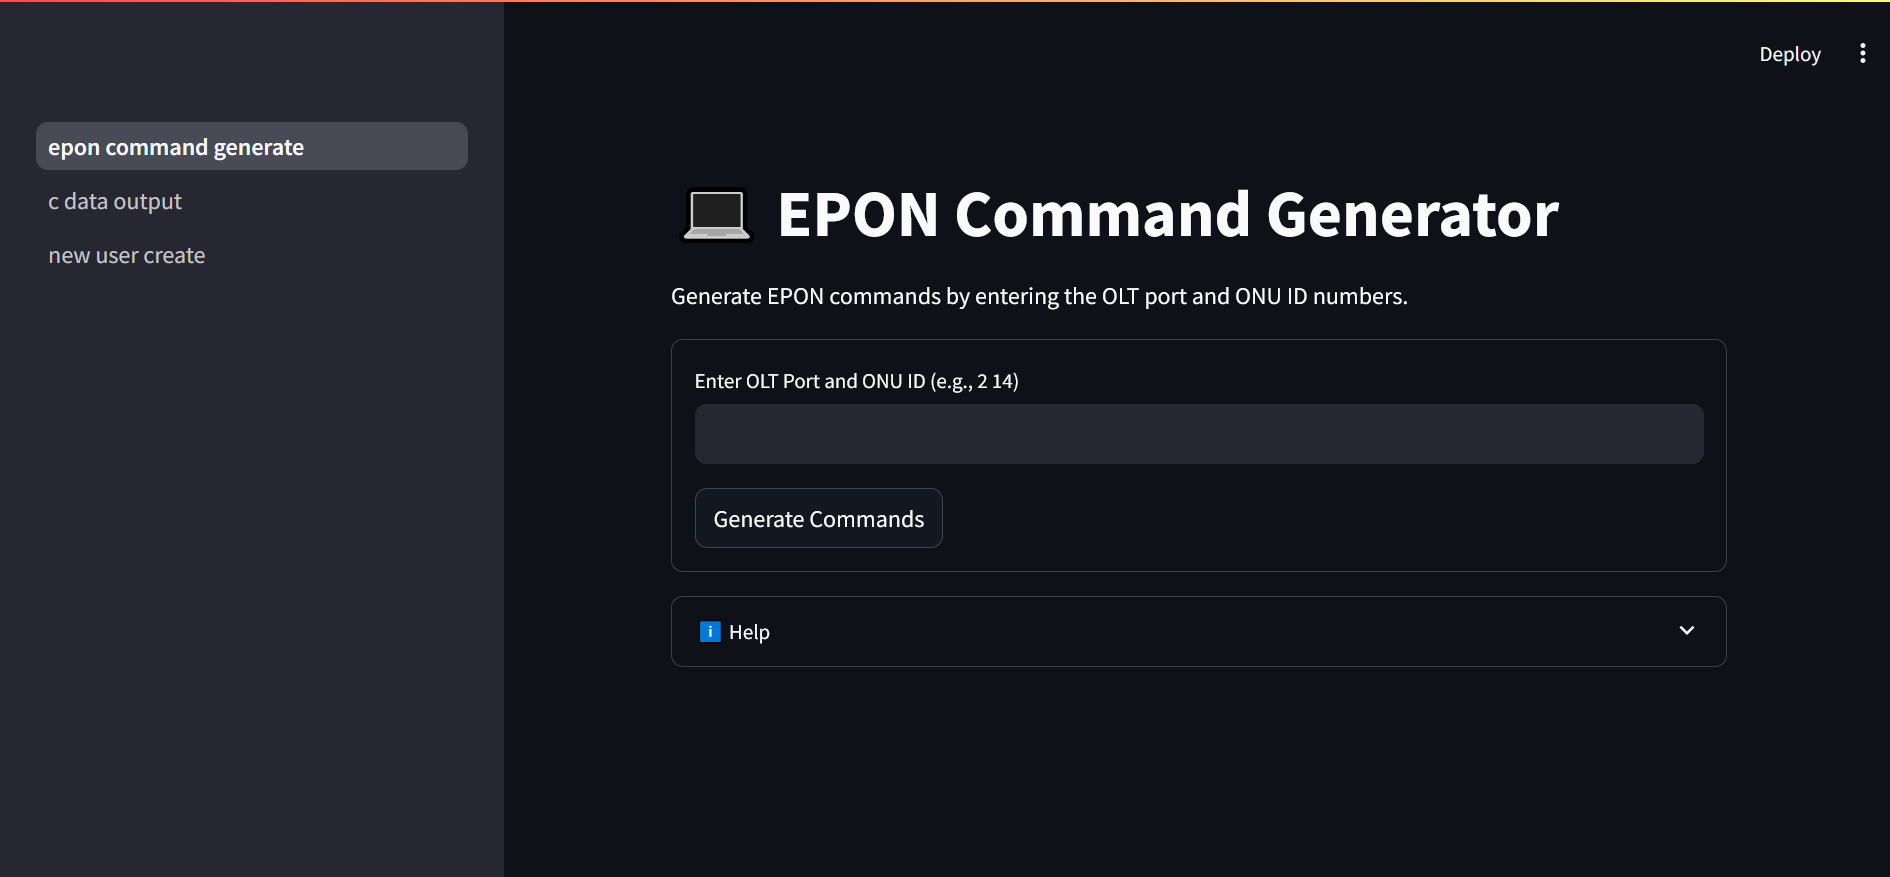 Deploy
epon command generate
c data output
new user create
EPON Command Generator
Generate EPON commands by entering the OLT port and ONU ID numbers.
Enter OLT Port and ONU ID (e.g., 2 14)
Generate Commands
i Help